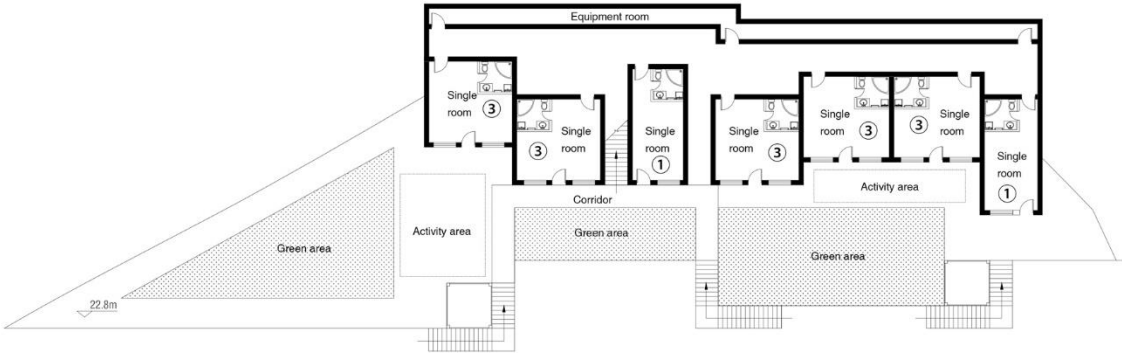 Equipment room
Single
room
③
Single
room
③
Single
room
①
Single
room
③
Single
room
③
Single
room
③
Single
room
①
Corridor
Activity area
Activity area
Green area
Green area
Green area
22.8m